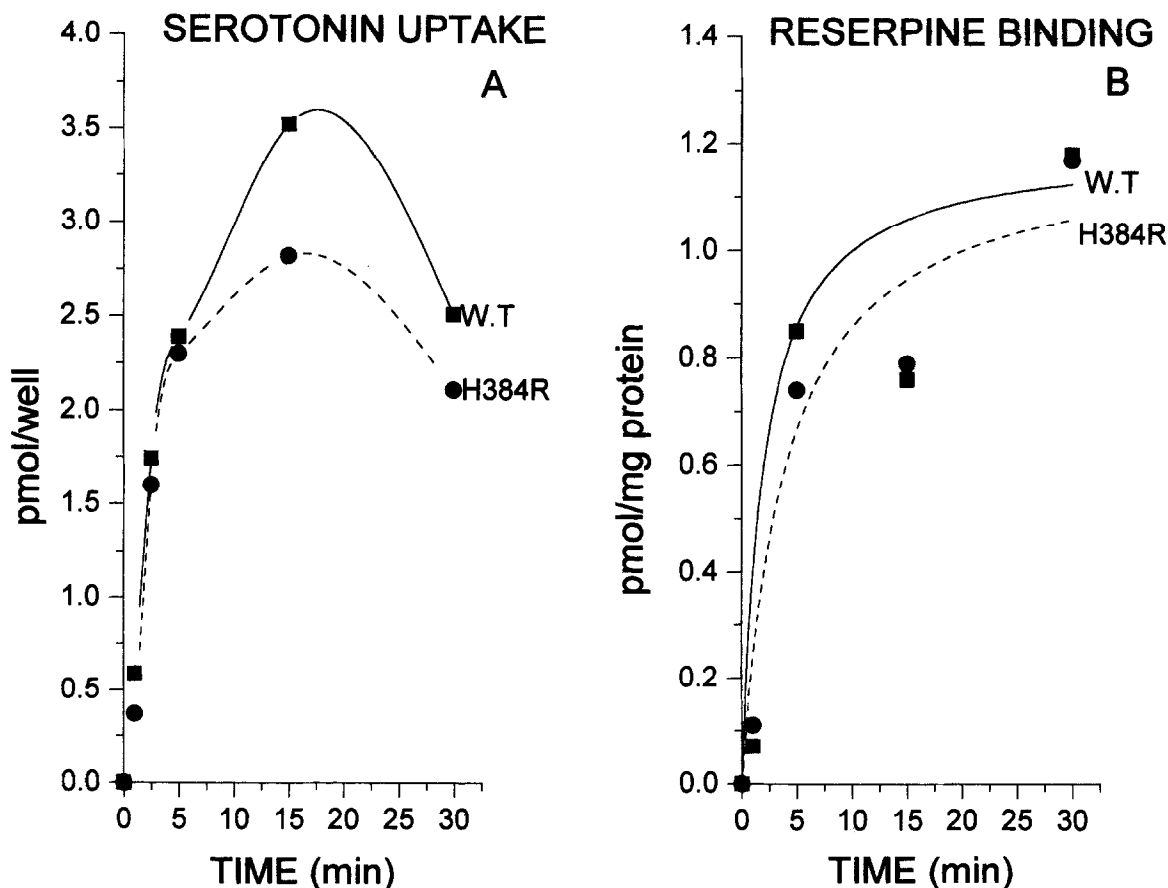 SEROTONIN UPTAKE
A
4.0
3.5
3.0
2.5
2.0
1.5
1.0
0.5
0.0
pmol/well
W.T
H384R
0 5 10 15 20 25 30
TIME (min)
RESERPINE BINDING
B
1.4
1.2
1.0
0.8
0.6
0.4
0.2
0.0
pmol/mg protein
W.T
H384R
0 5 10 15 20 25 30
TIME (min)